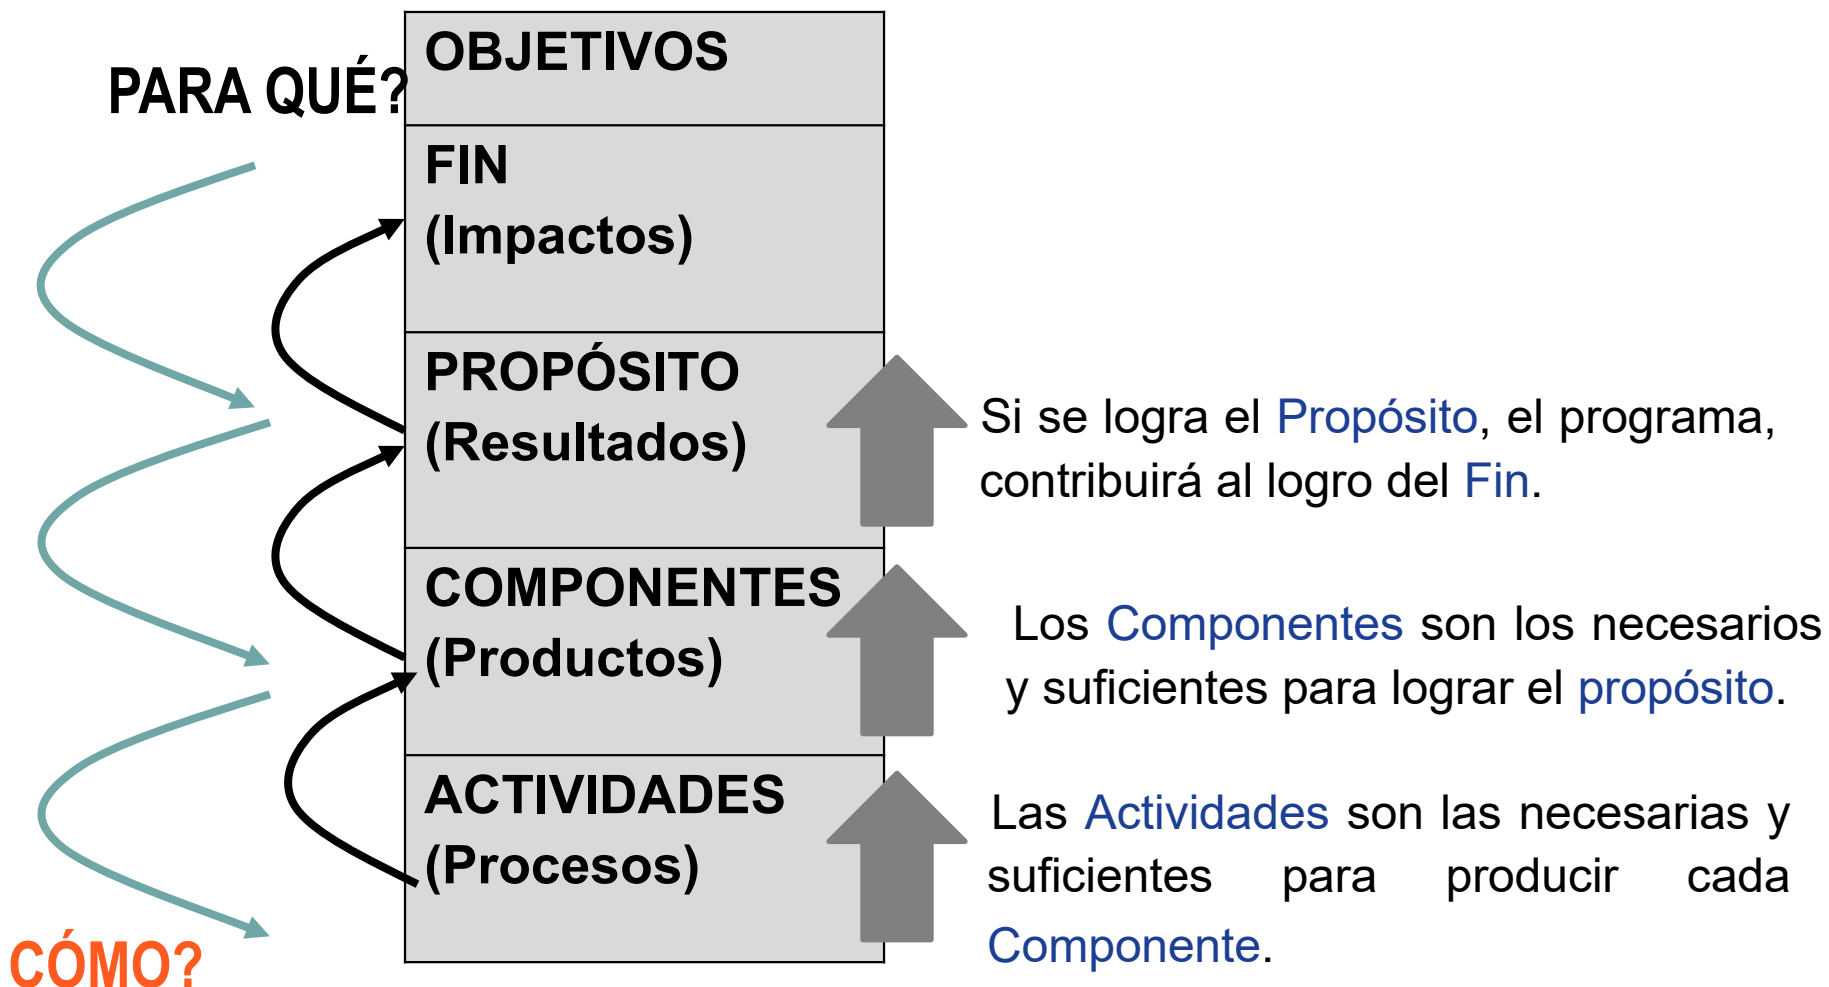 PARA QUÉ?
OBJETIVOS
FIN
(Impactos)
PROPÓSITO
(Resultados)
Si se logra el Propósito, el programa,
contribuirá al logro del Fin.
COMPONENTES
(Productos)
Los Componentes son los necesarios
y suficientes para lograr el propósito.
ACTIVIDADES
(Procesos)
Las Actividades son las necesarias y
suficientes para producir cada
Componente.
CÓMO?